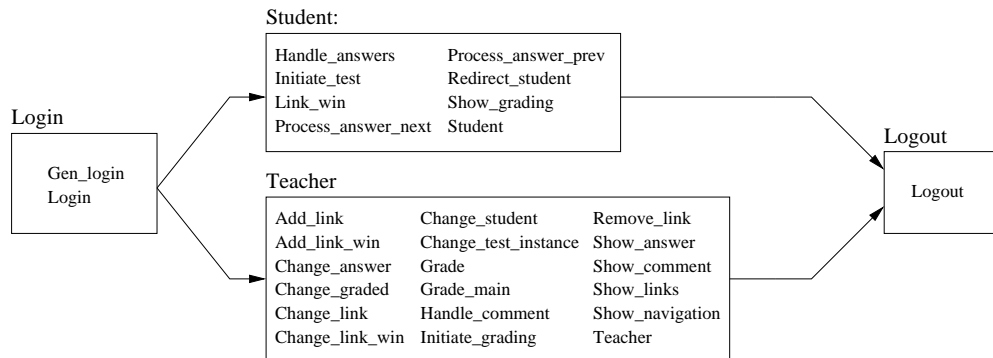 Student:
Handle_answers Process_answer_prev
Initiate_test Redirect_student
Link_win Show_grading
Process_answer_next Student
Login
Gen_login
Login
Teacher
Add_link Change_student Remove_link
Add_link_win Change_test_instance Show_answer
Change_answer Grade Show_comment
Change_graded Grade_main Show_links
Change_link Handle_comment Show_navigation
Change_link_win Initiate_grading Teacher
Logout
Logout